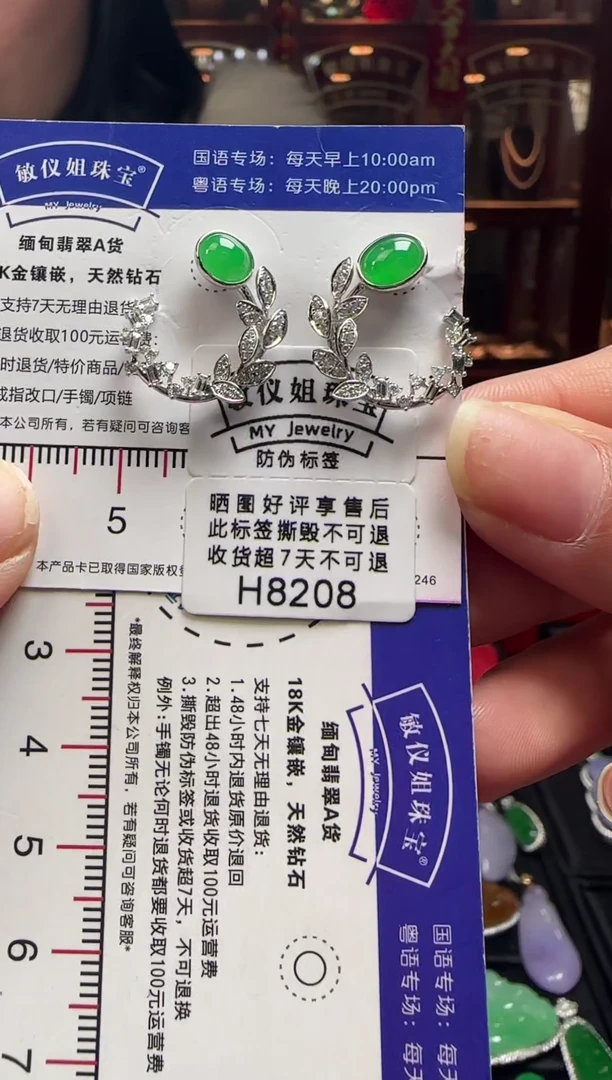 敏仪姐珠宝®
MY Jewelry
国语专场：每天早上10:00am
粤语专场：每天晚上20:00pm
缅甸翡翠A货
K金镶嵌，天然钻石
支持7天无理由退货
退货收取100元运费:
时退货/特价商品/
戒指改口/手镯/项链
本公司所有，若有疑问可咨询客
敏仪姐珠宝
MY Jewelry
防伪标签
5
晒图好评享售后
此标签撕毁不可退
收货超7天不可退
H8208
本产品卡已取得国家版权
246
敏仪姐珠宝®
MY Jewelry
缅甸翡翠A货
18K金镶嵌，天然钻石
支持七天无理由退货：
1.48小时内退货原价退回
2.超出48小时退货收取100元运营费
3.撕毁防伪标签或收货超7天，不可退换
例外:手镯无论何时退货都要收取100元运营费
*最终解释权归本公司所有，若有疑问可咨询客服*
国语专场：每天
粤语专场：每天
3
4
5
6
7